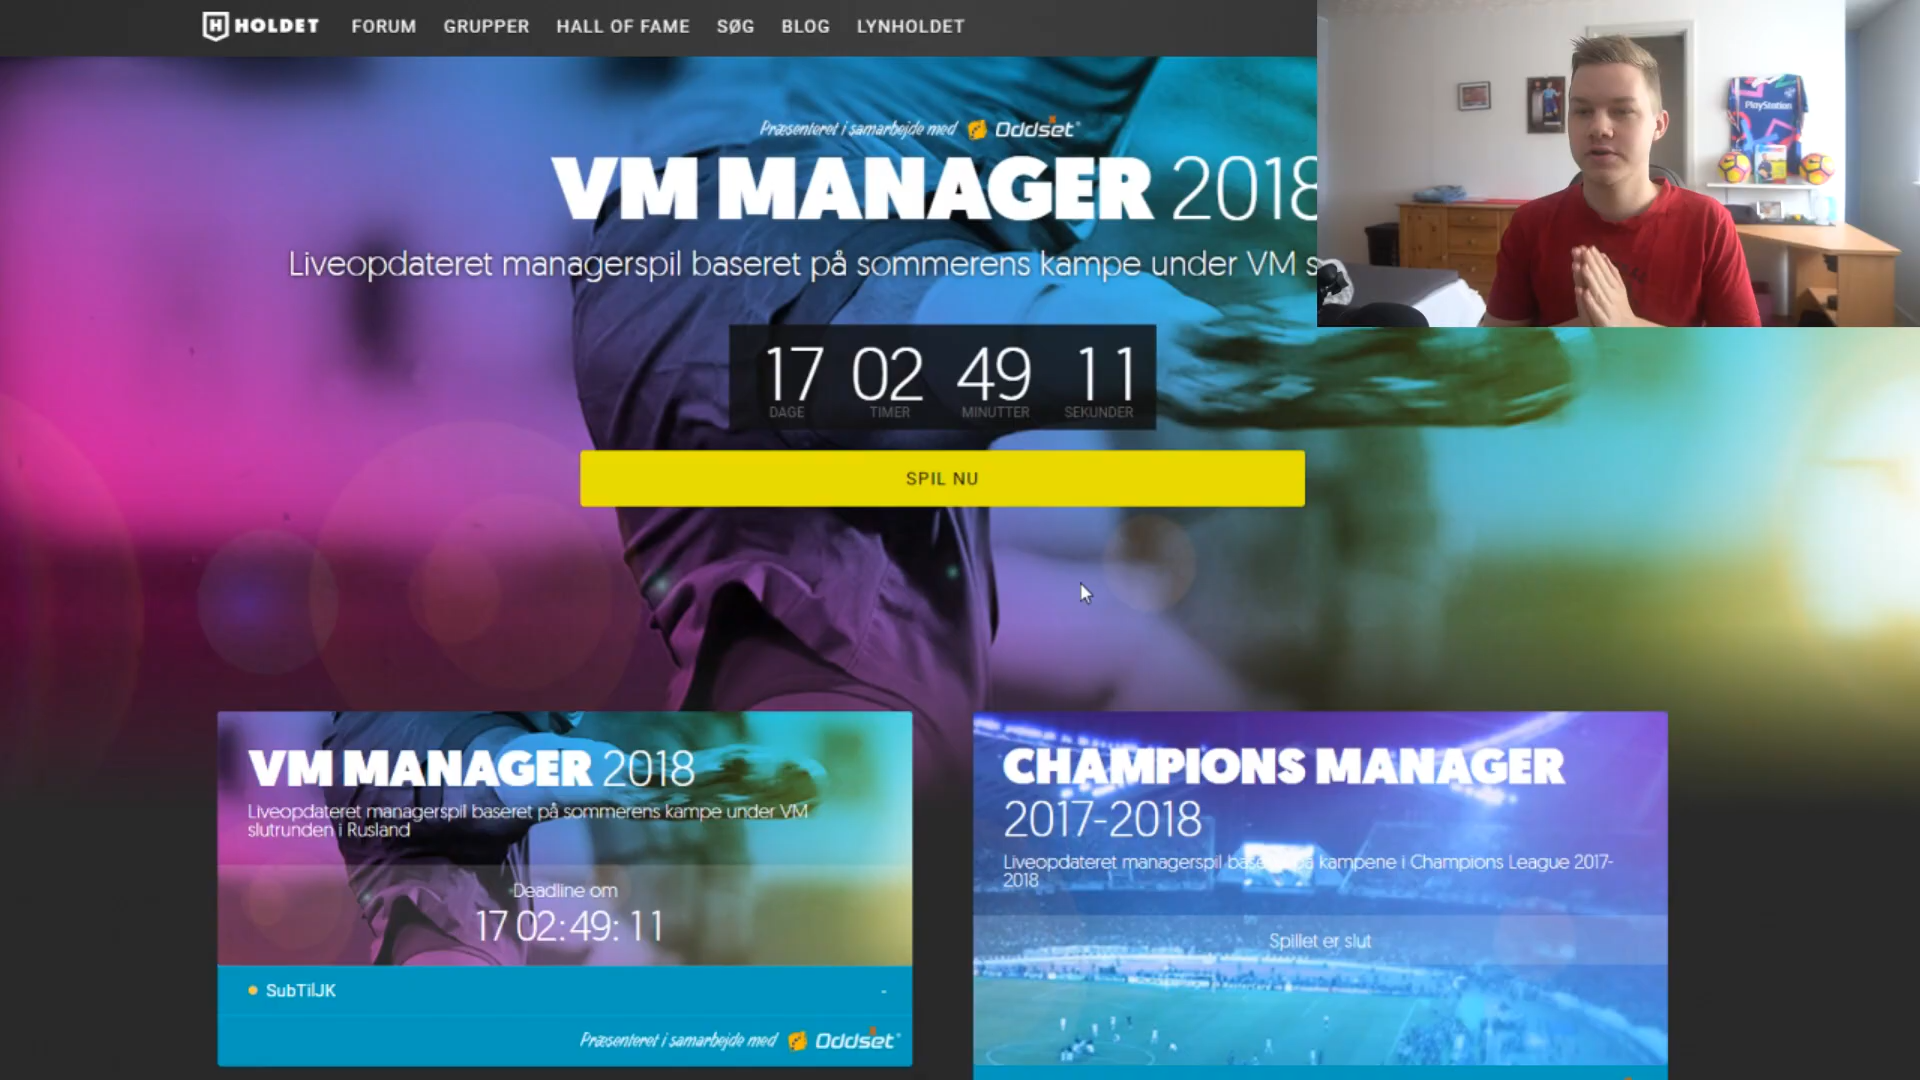 HOLDET FORUM GRUPPER HALL OF FAME SØG BLOG LYNHOLDET
PlayStation
Præsenteret i samarbejde med Oddset
VM MANAGER 2018
Liveopdateret managerspil baseret på sommerens kampe under VM s
17 02 49 11
DAGE TIMER MINUTTER SEKUNDER
SPIL NU
VM MANAGER 2018
Liveopdateret managerspil baseret på sommerens kampe under VM
slutrunden i Rusland
Deadline om
17 02:49:11
SubTilJK -
Præsenteret i samarbejde med Oddset
CHAMPIONS MANAGER
2017-2018
Liveopdateret managerspil baseret på kampene i Champions League 2017-
2018
Spillet er slut